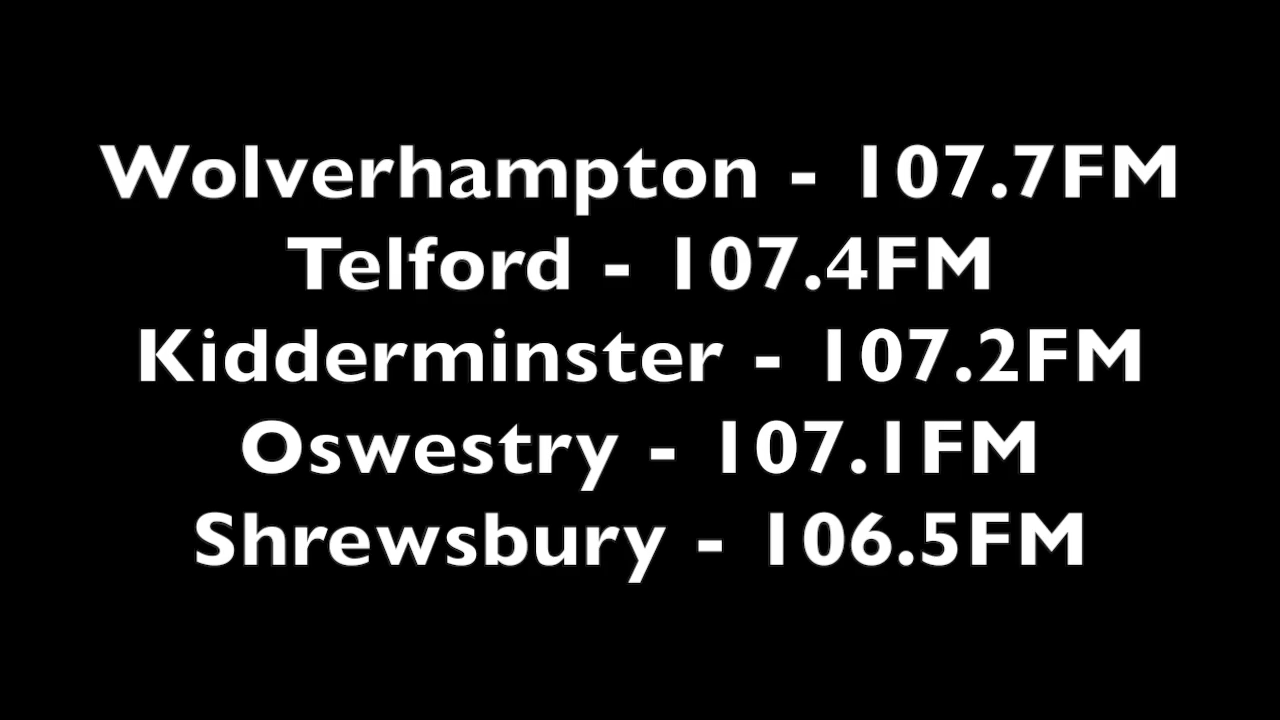 Wolverhampton - 107.7FM
Telford - 107.4FM
Kidderminster - 107.2FM
Oswestry - 107.1FM
Shrewsbury - 106.5FM